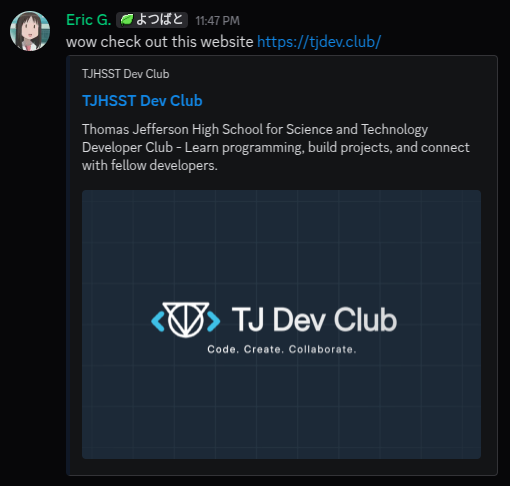 Eric G. よつばと 11:47 PM
wow check out this website https://tjdev.club/
TJHSST Dev Club
TJHSST Dev Club
Thomas Jefferson High School for Science and Technology
Developer Club - Learn programming, build projects, and connect
with fellow developers.
TJ Dev Club
Code. Create. Collaborate.